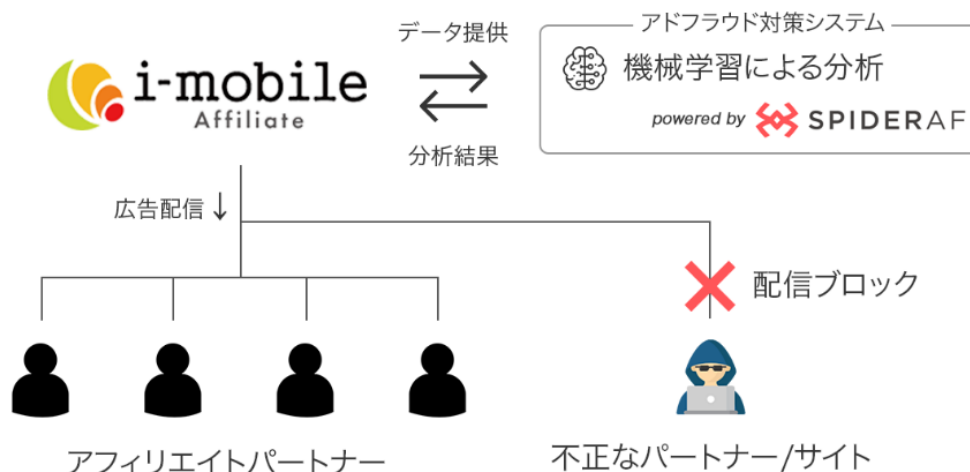 i-mobile
Affiliate
データ提供
分析結果
アドフラウド対策システム
機械学習による分析
powered by SPIDERAF
広告配信
配信ブロック
アフィリエイトパートナー
不正なパートナー/サイト